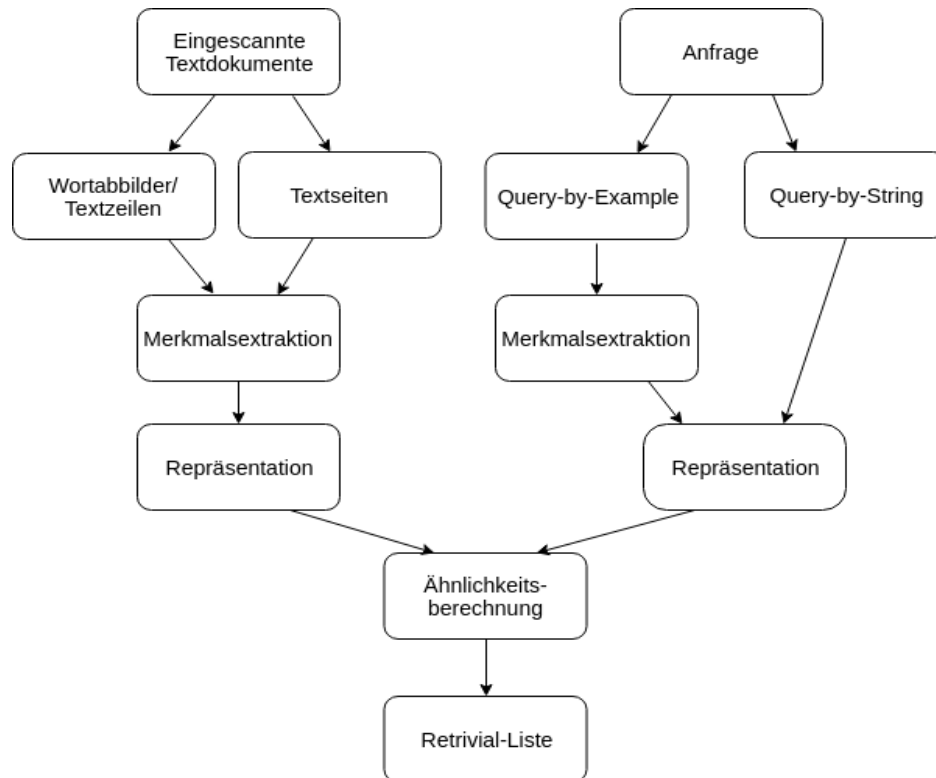 Eingescannte
Textdokumente
Anfrage
Wortabbilder/
Textzeilen
Textseiten
Query-by-Example
Query-by-String
Merkmalsextraktion
Merkmalsextraktion
Repräsentation
Repräsentation
Ähnlichkeits-
berechnung
Retrivial-Liste